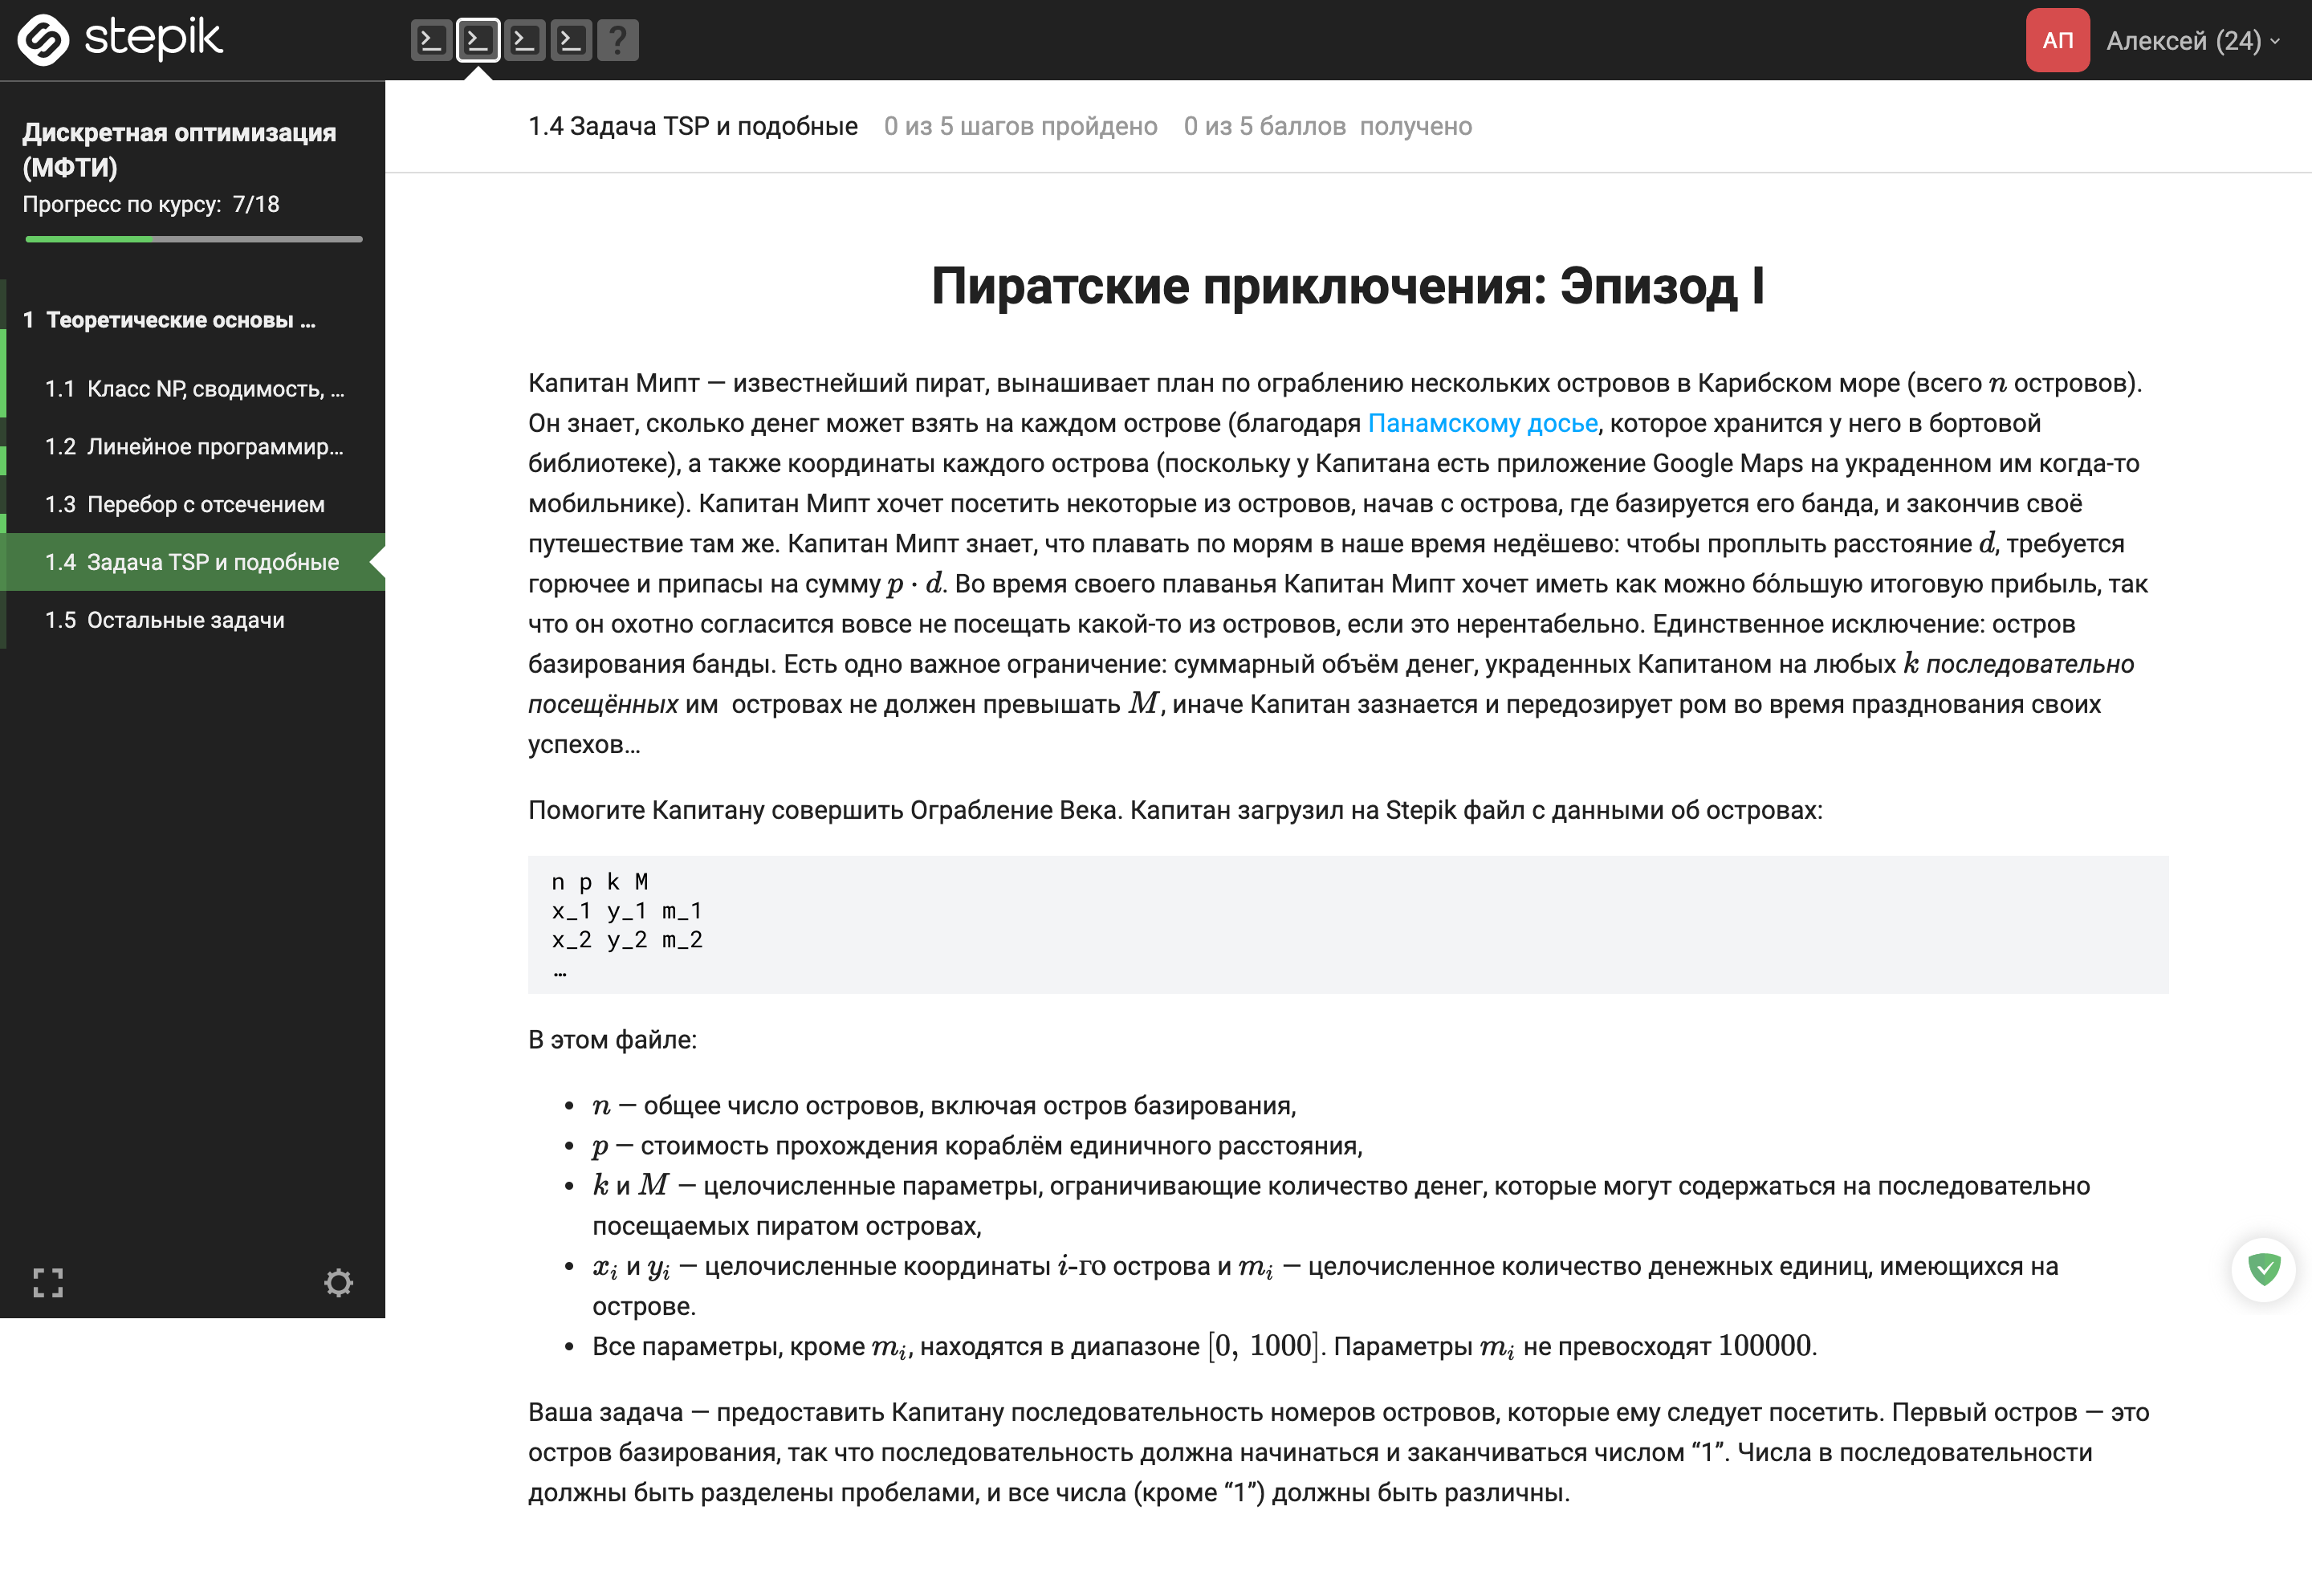 stepik
?
АП
Алексей (24)
Дискретная оптимизация
(МФТИ)
Прогресс по курсу: 7/18
1 Теоретические основы ...
1.1 Класс NP, сводимость, ...
1.2 Линейное программир...
1.3 Перебор с отсечением
1.4 Задача TSP и подобные
1.5 Остальные задачи
1.4 Задача TSP и подобные 0 из 5 шагов пройдено 0 из 5 баллов получено
Пиратские приключения: Эпизод I
Капитан Мипт — известнейший пират, вынашивает план по ограблению нескольких островов в Карибском море (всего n островов).
Он знает, сколько денег может взять на каждом острове (благодаря Панамскому досье, которое хранится у него в бортовой
библиотеке), а также координаты каждого острова (поскольку у Капитана есть приложение Google Maps на украденном им когда-то
мобильнике). Капитан Мипт хочет посетить некоторые из островов, начав с острова, где базируется его банда, и закончив своё
путешествие там же. Капитан Мипт знает, что плавать по морям в наше время недёшево: чтобы проплыть расстояние d, требуется
горючее и припасы на сумму p · d. Во время своего плаванья Капитан Мипт хочет иметь как можно бо́льшую итоговую прибыль, так
что он охотно согласится вовсе не посещать какой-то из островов, если это нерентабельно. Единственное исключение: остров
базирования банды. Есть одно важное ограничение: суммарный объём денег, украденных Капитаном на любых k последовательно
посещённых им островах не должен превышать M, иначе Капитан зазнается и передозирует ром во время празднования своих
успехов...
Помогите Капитану совершить Ограбление Века. Капитан загрузил на Stepik файл с данными об островах:
n p k M
x_1 y_1 m_1
x_2 y_2 m_2
…
В этом файле:
• n — общее число островов, включая остров базирования,
• p — стоимость прохождения кораблём единичного расстояния,
• k и M — целочисленные параметры, ограничивающие количество денег, которые могут содержаться на последовательно
посещаемых пиратом островах,
• x_i и y_i — целочисленные координаты i-го острова и m_i — целочисленное количество денежных единиц, имеющихся на
острове.
• Все параметры, кроме m_i, находятся в диапазоне [0, 1000]. Параметры m_i не превосходят 100000.
Ваша задача — предоставить Капитану последовательность номеров островов, которые ему следует посетить. Первый остров — это
остров базирования, так что последовательность должна начинаться и заканчиваться числом “1”. Числа в последовательности
должны быть разделены пробелами, и все числа (кроме “1”) должны быть различны.